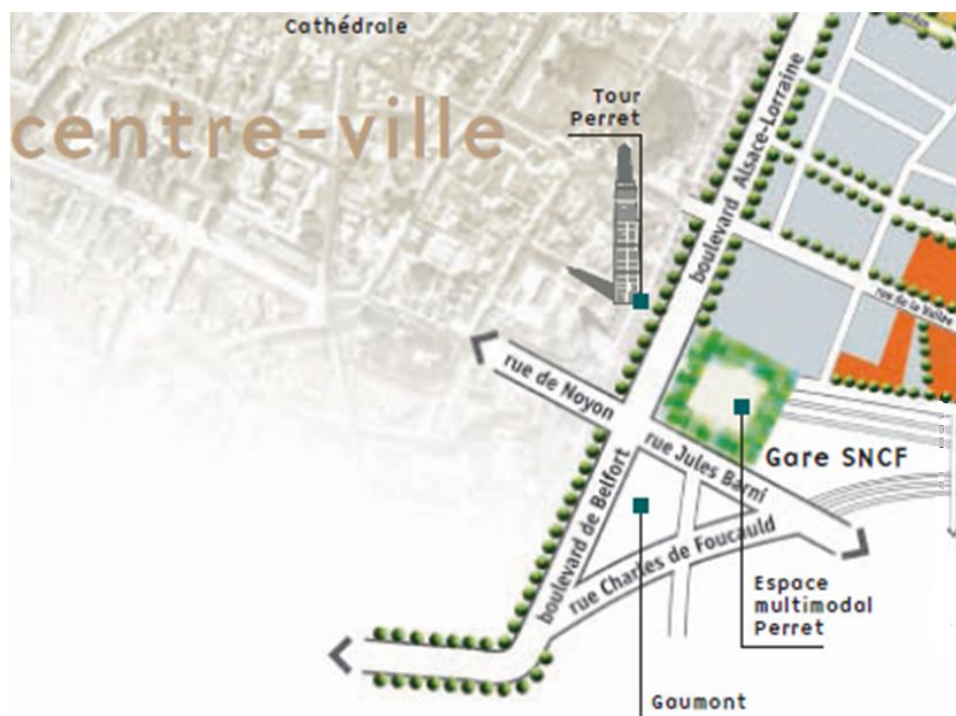 Cathédrale
centre-ville
Tour
Perret
boulevard Alsace-Lorraine
rue de la Vallée
rue de Noyon
rue Jules Barni
Gare SNCF
boulevard de Belfort
rue Charles de Foucauld
Espace
multimodal
Perret
Gaumont